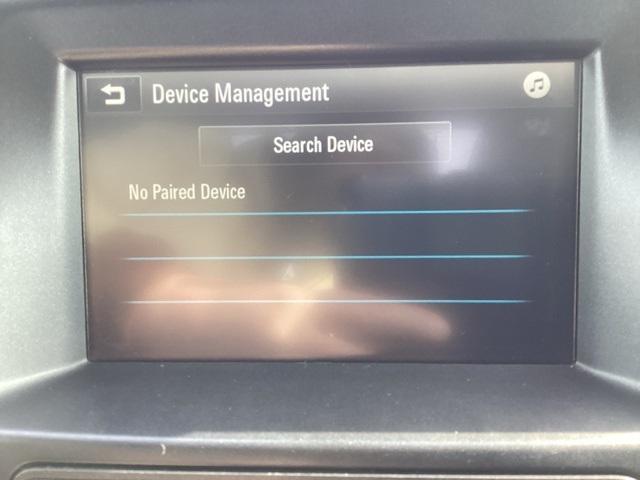 Device Management
Search Device
No Paired Device